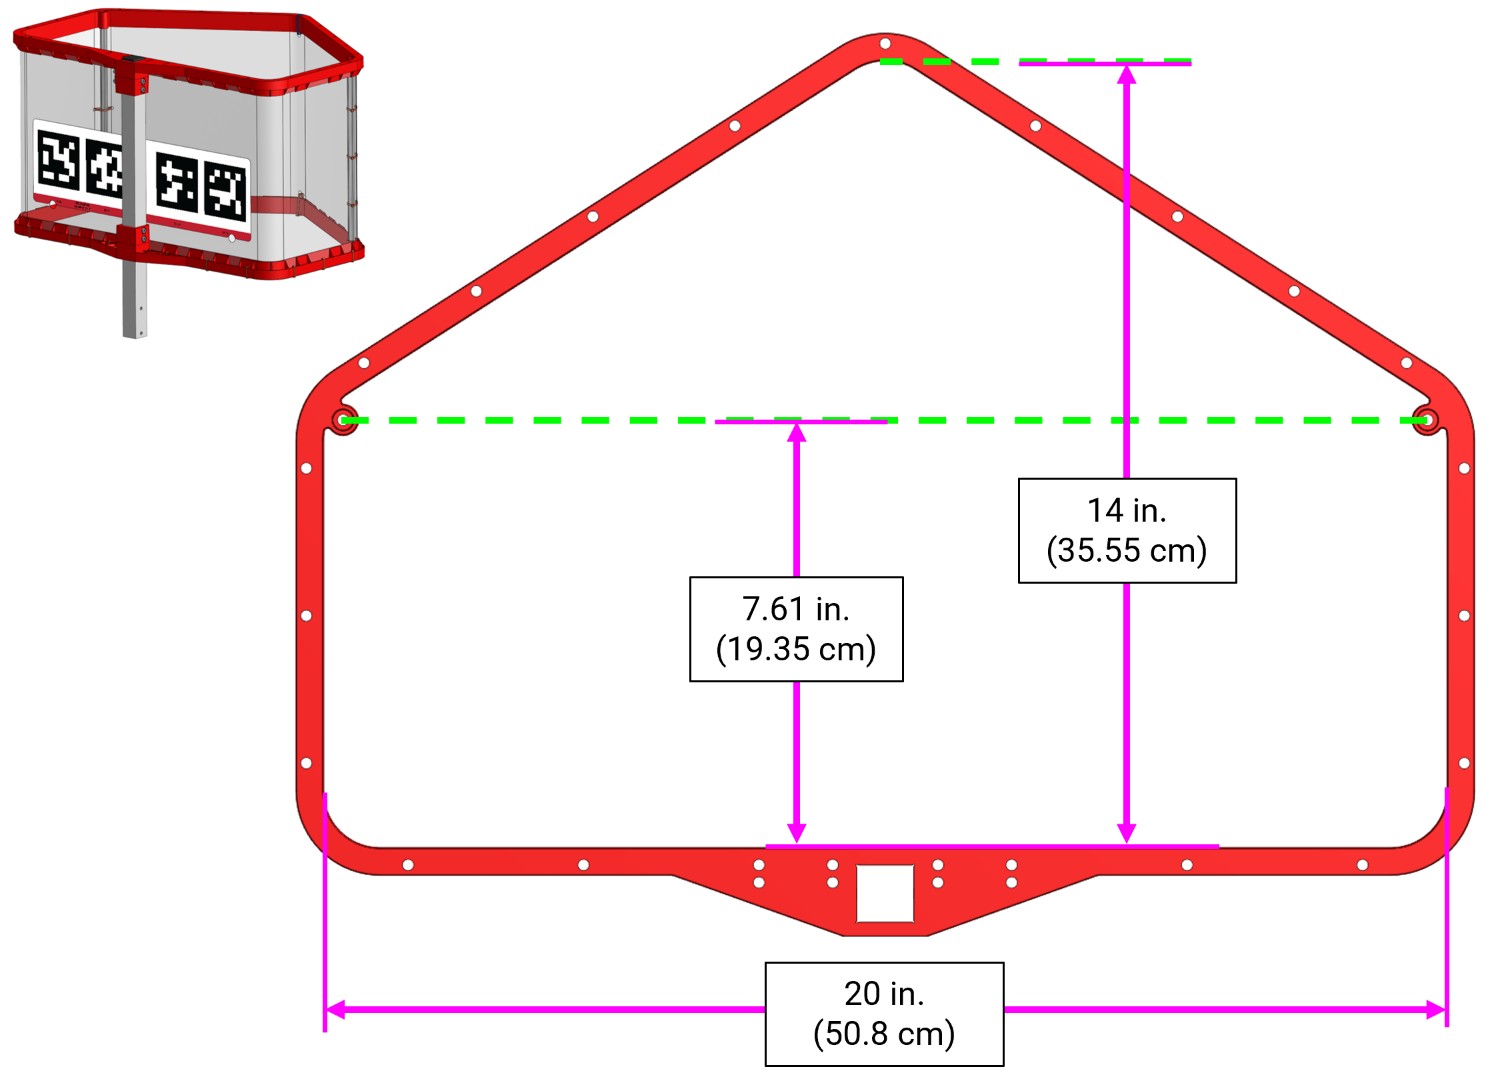 14 in.
(35.55 cm)
7.61 in.
(19.35 cm)
20 in.
(50.8 cm)